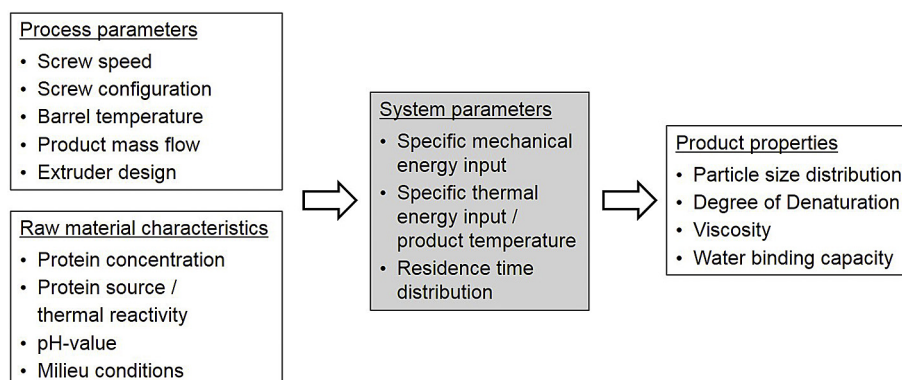 Process parameters
• Screw speed
• Screw configuration
• Barrel temperature
• Product mass flow
• Extruder design
Raw material characteristics
• Protein concentration
• Protein source /
thermal reactivity
• pH-value
• Milieu conditions
System parameters
• Specific mechanical
energy input
• Specific thermal
energy input /
product temperature
• Residence time
distribution
Product properties
• Particle size distribution
• Degree of Denaturation
• Viscosity
• Water binding capacity